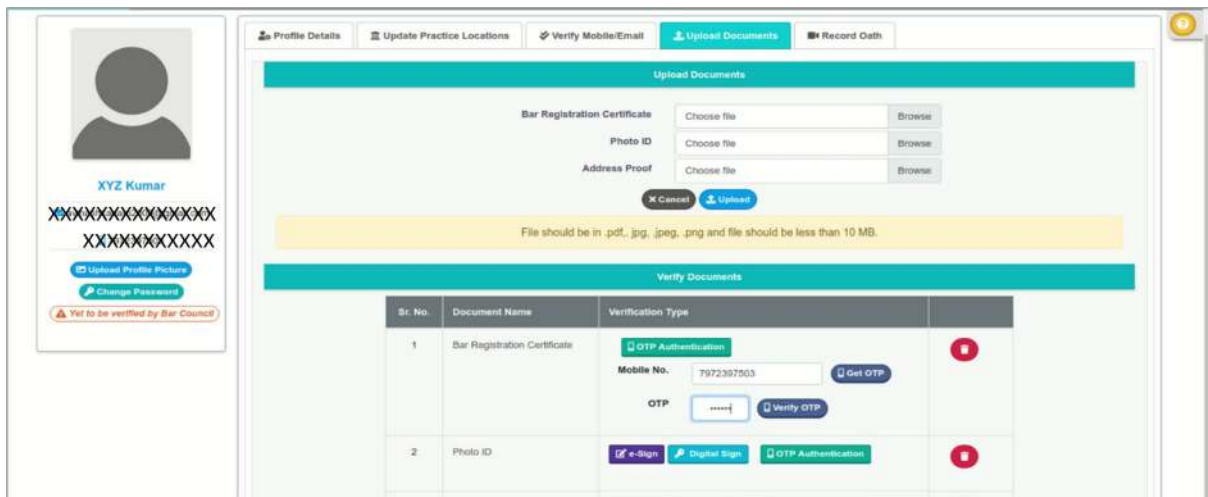 Profile Details Update Practice Locations Verify Mobile/Email Upload Documents Record Oath
Upload Documents
Bar Registration Certificate Choose file Browse
Photo ID Choose file Browse
Address Proof Choose file Browse
Cancel Upload
File should be in .pdf,. jpg, .jpeg, .png and file should be less than 10 MB.
XYZ Kumar
XXXXXXXXXX
Upload Profile Picture
Change Password
Yet to be verified by Bar Council
Verify Documents
Sr. No. Document Name Verification Type
1 Bar Registration Certificate OTP Authentication
Mobile No. 7972397503 Get OTP
OTP •••••• Verify OTP
2 Photo ID e-Sign Digital Sign OTP Authentication